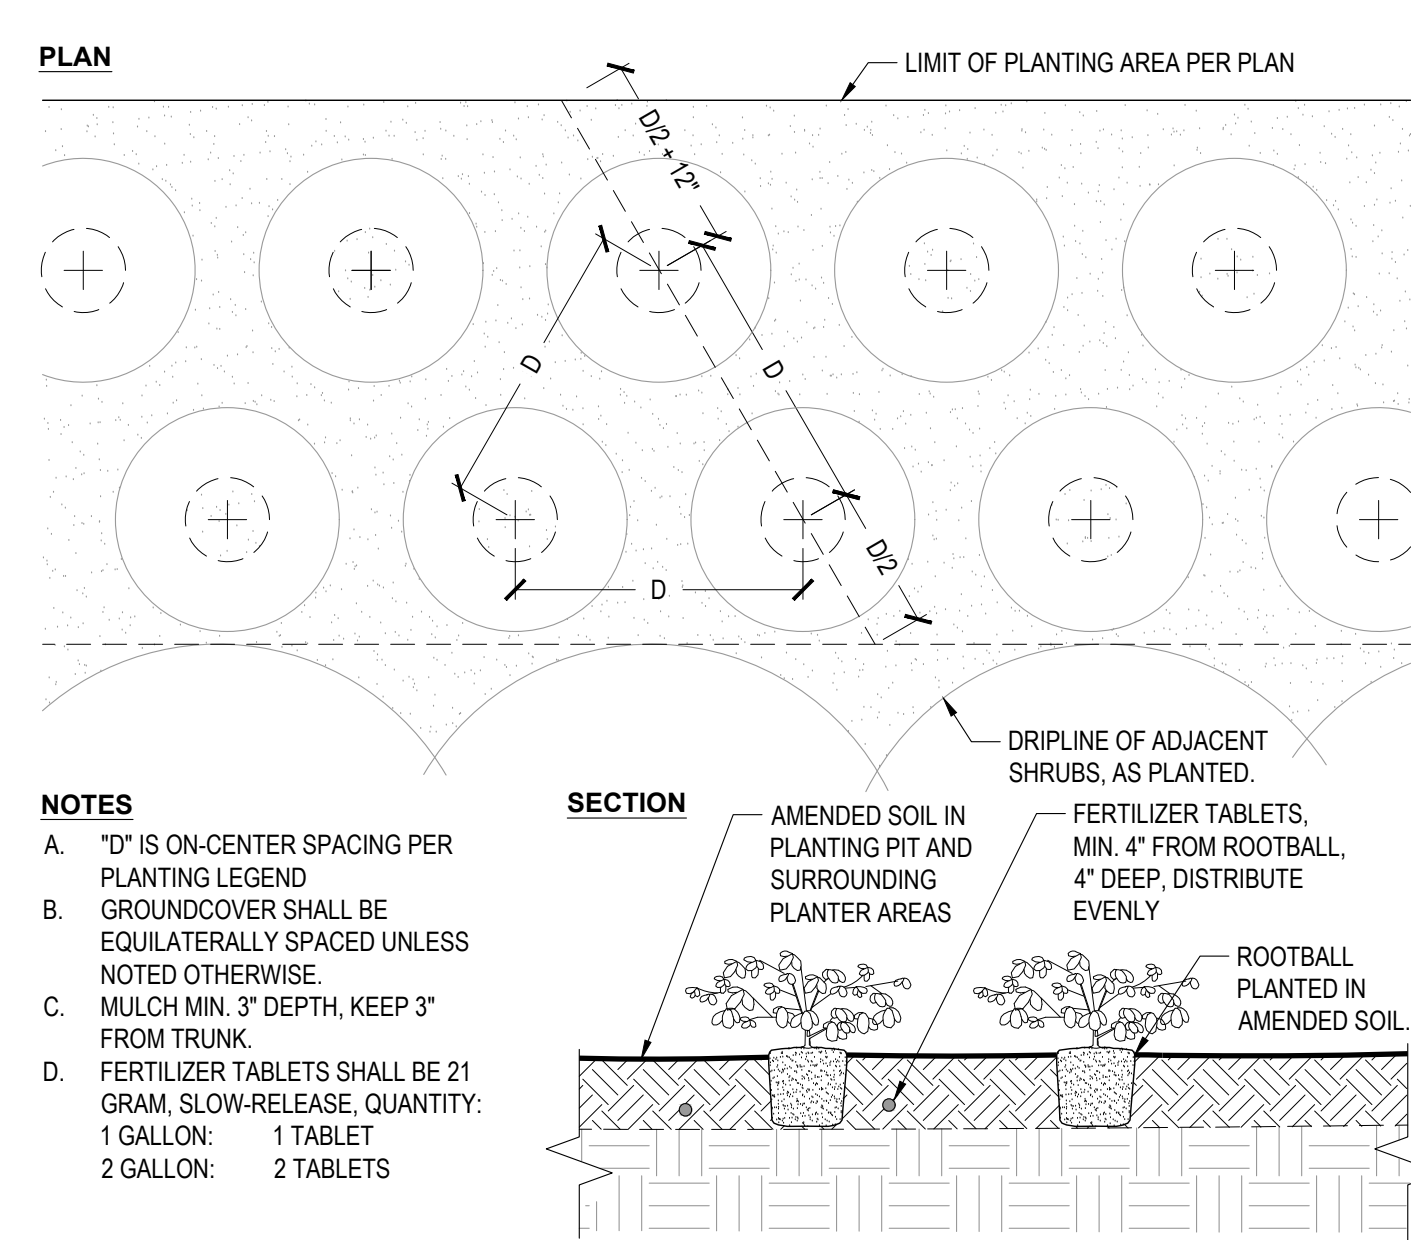 PLAN
LIMIT OF PLANTING AREA PER PLAN
D/2 + 12"
D
D
D/2
D
DRIPLINE OF ADJACENT
SHRUBS, AS PLANTED.
NOTES
A. "D" IS ON-CENTER SPACING PER
PLANTING LEGEND
B. GROUNDCOVER SHALL BE
EQUILATERALLY SPACED UNLESS
NOTED OTHERWISE.
C. MULCH MIN. 3" DEPTH, KEEP 3"
FROM TRUNK.
D. FERTILIZER TABLETS SHALL BE 21
GRAM, SLOW-RELEASE, QUANTITY:
1 GALLON: 1 TABLET
2 GALLON: 2 TABLETS
SECTION
AMENDED SOIL IN
PLANTING PIT AND
SURROUNDING
PLANTER AREAS
FERTILIZER TABLETS,
MIN. 4" FROM ROOTBALL,
4" DEEP, DISTRIBUTE
EVENLY
ROOTBALL
PLANTED IN
AMENDED SOIL.